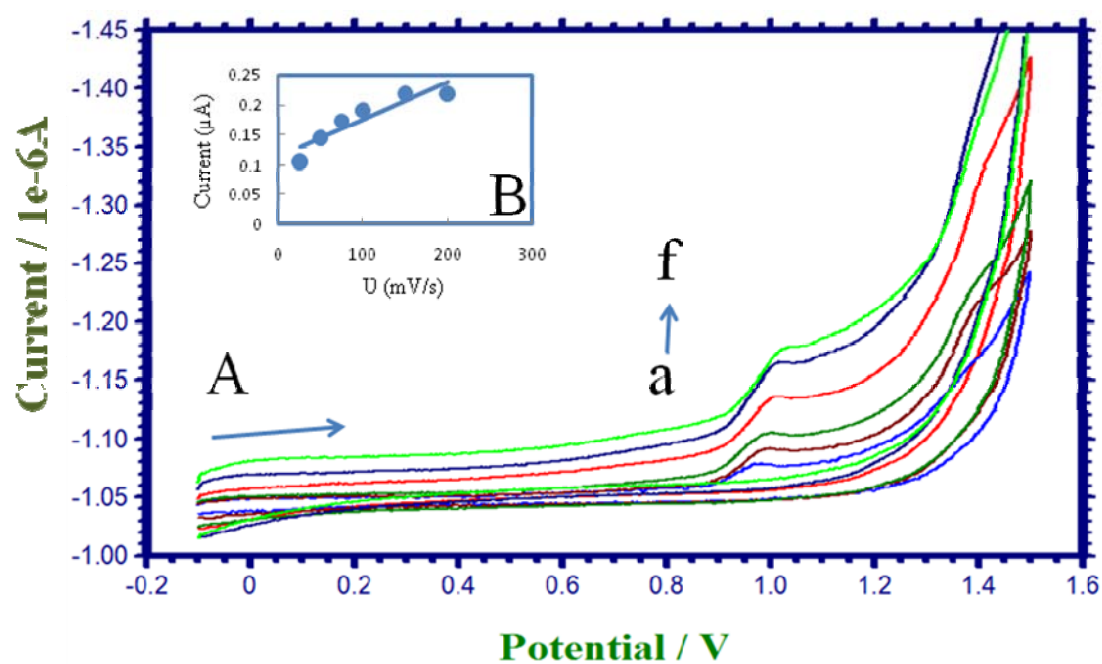 -1.45
-1.40
-1.35
-1.30
-1.25
-1.20
-1.15
-1.10
-1.05
-1.00
Current / 1e-6A
-0.2 0 0.2 0.4 0.6 0.8 1.0 1.2 1.4 1.6
Potential / V
A
a
f
0.25
0.2
0.15
0.1
0.05
0
Current (µA)
B
0 100 200 300
U (mV/s)